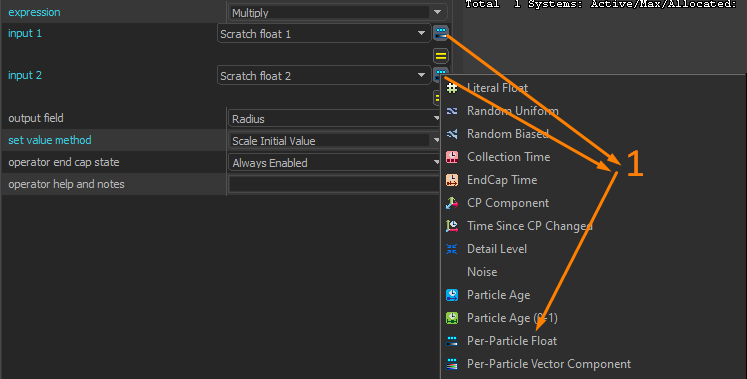 Total 1 Systems: Active/Max/Allocated:
expression Multiply
input 1 Scratch float 1
input 2 Scratch float 2
Literal Float
output field Radius
Random Uniform
set value method Scale Initial Value
Random Biased
operator end cap state Always Enabled
Collection Time
1
operator help and notes
EndCap Time
CP Component
Time Since CP Changed
Detail Level
Noise
Particle Age
Particle Age (0-1)
Per-Particle Float
Per-Particle Vector Component